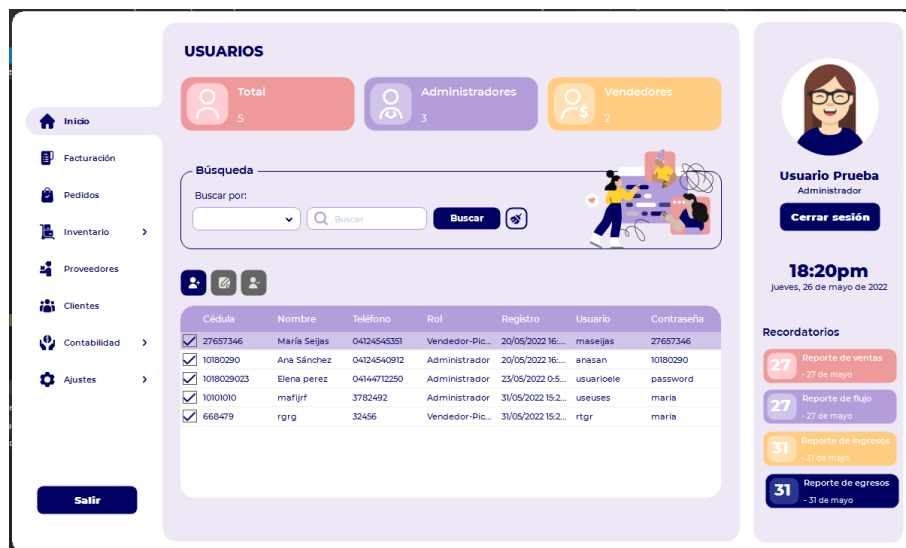 Inicio
Facturación
Pedidos
Inventario
Proveedores
Clientes
Contabilidad
Ajustes
Salir
USUARIOS
Total
5
Administradores
3
Vendedores
2
Búsqueda
Buscar por:
Buscar
Buscar
Cédula Nombre Teléfono Rol Registro Usuario Contraseña
27657346 María Seijas 04124545351 Vendedor-Pic... 20/05/2022 16:... maseijas 27657346
10180290 Ana Sánchez 04124540912 Administrador 20/05/2022 16:... anasan 10180290
1018029023 Elena perez 04144712250 Administrador 23/05/2022 0:5... usuarioele password
10101010 mafijrf 3782492 Administrador 31/05/2022 15:2... useuses maria
668479 rgrg 32456 Vendedor-Pic... 31/05/2022 15:2... rtgr maria
Usuario Prueba
Administrador
Cerrar sesión
18:20pm
jueves, 26 de mayo de 2022
Recordatorios
27 Reporte de ventas
- 27 de mayo
27 Reporte de flujo
- 27 de mayo
31 Reporte de ingresos
- 31 de mayo
31 Reporte de egresos
- 31 de mayo